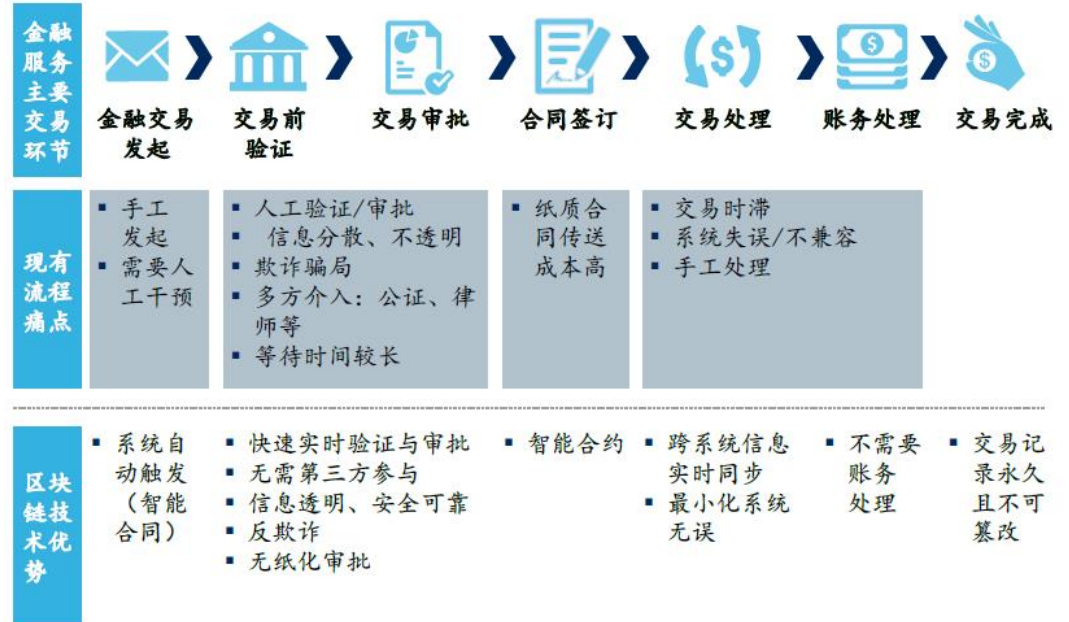 金融
服务
主要
交易
环节
金融交易
发起
交易前
验证
交易审批
合同签订
交易处理
账务处理
交易完成
现有
流程
痛点
▪ 手工
发起
▪ 需要人
工干预
▪ 人工验证/审批
▪ 信息分散、不透明
▪ 欺诈骗局
▪ 多方介入：公证、律
师等
▪ 等待时间较长
▪ 纸质合
同传送
成本高
▪ 交易时滞
▪ 系统失误/不兼容
▪ 手工处理
区块
链技
术优
势
▪ 系统自
动触发
（智能
合同）
▪ 快速实时验证与审批
▪ 无需第三方参与
▪ 信息透明、安全可靠
▪ 反欺诈
▪ 无纸化审批
▪ 智能合约
▪ 跨系统信息
实时同步
▪ 最小化系统
无误
▪ 不需要
账务
处理
▪ 交易记
录永久
且不可
篡改